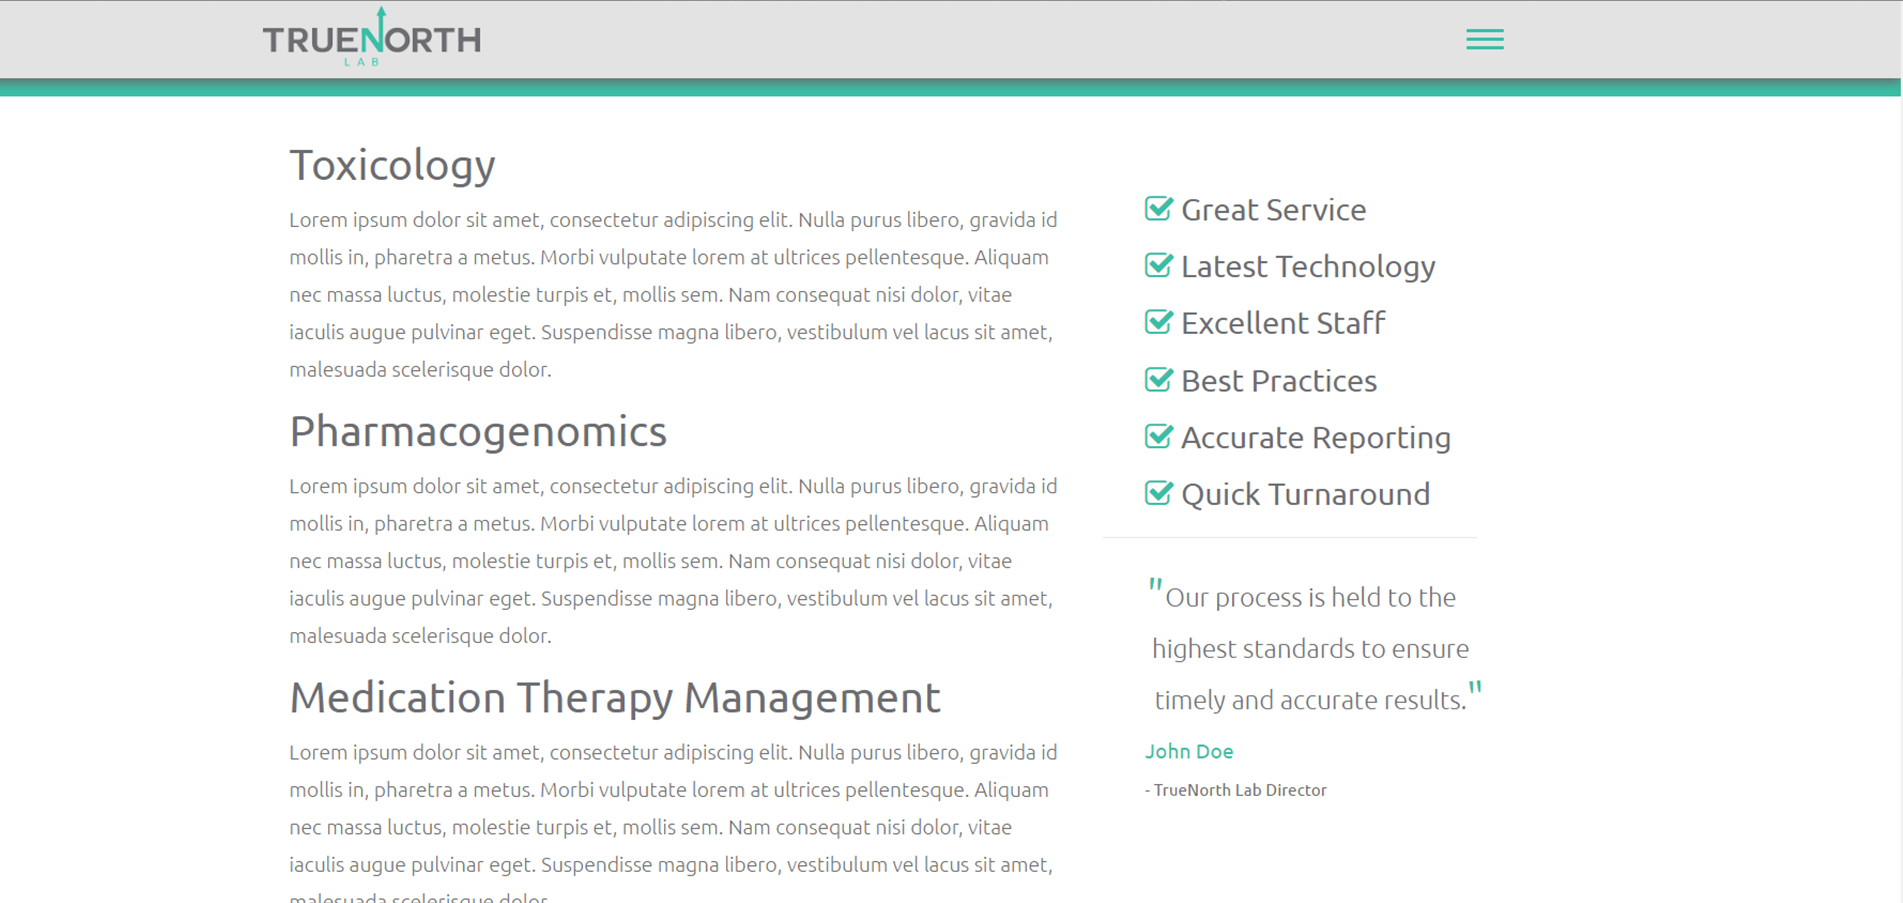 TRUENORTH
LAB
Toxicology
Lorem ipsum dolor sit amet, consectetur adipiscing elit. Nulla purus libero, gravida id
mollis in, pharetra a metus. Morbi vulputate lorem at ultrices pellentesque. Aliquam
nec massa luctus, molestie turpis et, mollis sem. Nam consequat nisi dolor, vitae
iaculis augue pulvinar eget. Suspendisse magna libero, vestibulum vel lacus sit amet,
malesuada scelerisque dolor.
Pharmacogenomics
Lorem ipsum dolor sit amet, consectetur adipiscing elit. Nulla purus libero, gravida id
mollis in, pharetra a metus. Morbi vulputate lorem at ultrices pellentesque. Aliquam
nec massa luctus, molestie turpis et, mollis sem. Nam consequat nisi dolor, vitae
iaculis augue pulvinar eget. Suspendisse magna libero, vestibulum vel lacus sit amet,
malesuada scelerisque dolor.
Medication Therapy Management
Lorem ipsum dolor sit amet, consectetur adipiscing elit. Nulla purus libero, gravida id
mollis in, pharetra a metus. Morbi vulputate lorem at ultrices pellentesque. Aliquam
nec massa luctus, molestie turpis et, mollis sem. Nam consequat nisi dolor, vitae
iaculis augue pulvinar eget. Suspendisse magna libero, vestibulum vel lacus sit amet,
malesuada scelerisque dolor
Great Service
Latest Technology
Excellent Staff
Best Practices
Accurate Reporting
Quick Turnaround
"Our process is held to the
highest standards to ensure
timely and accurate results."
John Doe
- TrueNorth Lab Director